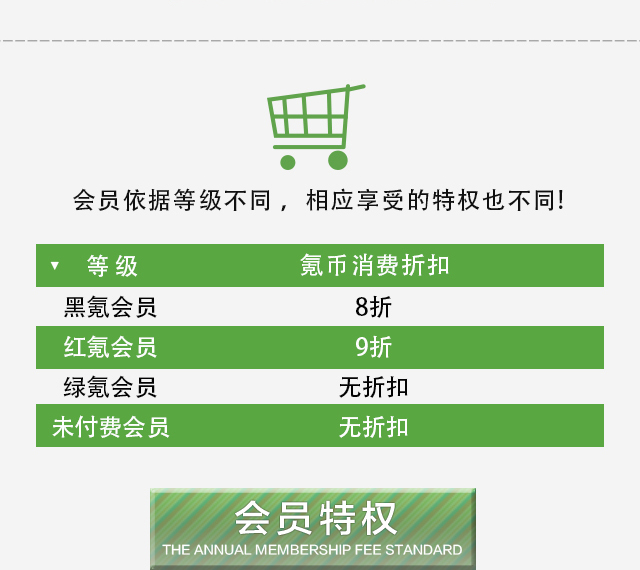 会员依据等级不同，相应享受的特权也不同!
▼ 等级 氪币消费折扣
黑氪会员 8折
红氪会员 9折
绿氪会员 无折扣
未付费会员 无折扣
会员特权
THE ANNUAL MEMBERSHIP FEE STANDARD